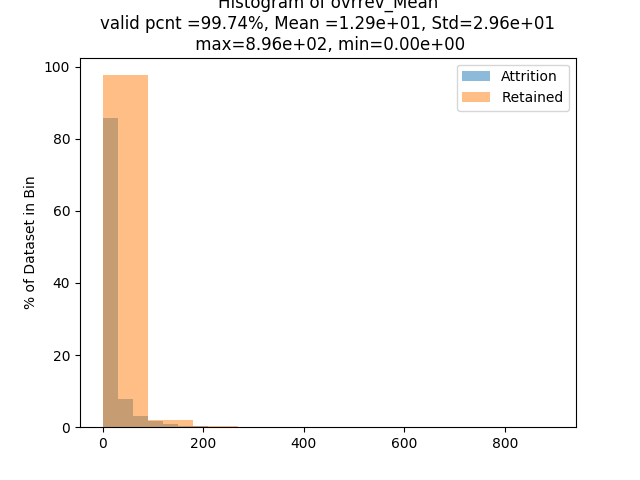 Histogram of ovrrev_Mean
valid pcnt =99.74%, Mean =1.29e+01, Std=2.96e+01
max=8.96e+02, min=0.00e+00
Attrition
Retained
% of Dataset in Bin
100
80
60
40
20
0
0 200 400 600 800